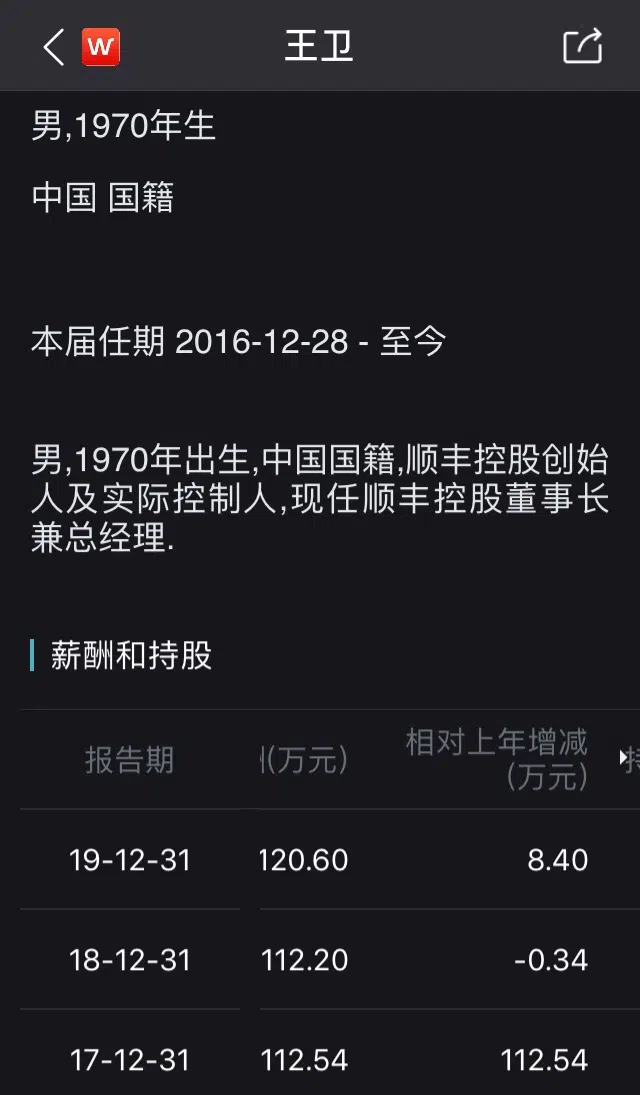 W 王卫
男,1970年生
中国 国籍
本届任期 2016-12-28 - 至今
男,1970年出生,中国国籍,顺丰控股创始
人及实际控制人,现任顺丰控股董事长
兼总经理.
薪酬和持股
报告期 (万元) 相对上年增减
(万元)
19-12-31 120.60 8.40
18-12-31 112.20 -0.34
17-12-31 112.54 112.54